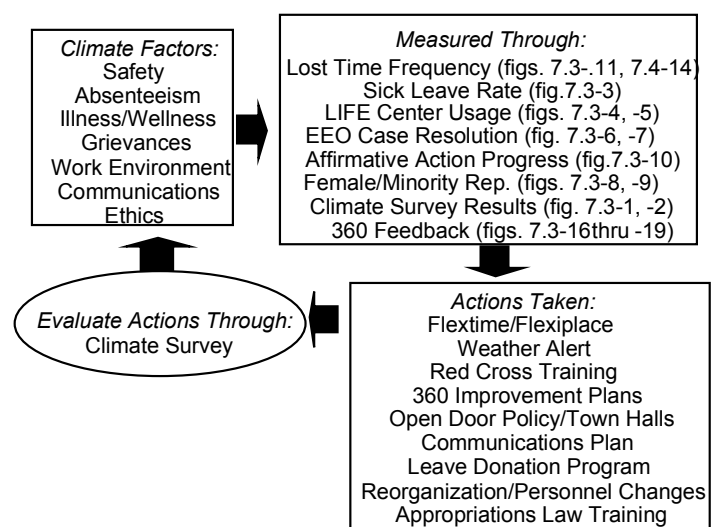 Climate Factors:
Safety
Absenteeism
Illness/Wellness
Grievances
Work Environment
Communications
Ethics
Measured Through:
Lost Time Frequency (figs. 7.3-.11, 7.4-14)
Sick Leave Rate (fig.7.3-3)
LIFE Center Usage (figs. 7.3-4, -5)
EEO Case Resolution (figs. 7.3-6, -7)
Affirmative Action Progress (fig.7.3-10)
Female/Minority Rep. (figs. 7.3-8, -9)
Climate Survey Results (fig. 7.3-1, -2)
360 Feedback (figs. 7.3-16thru -19)
Actions Taken:
Flextime/Flexiplace
Weather Alert
Red Cross Training
360 Improvement Plans
Open Door Policy/Town Halls
Communications Plan
Leave Donation Program
Reorganization/Personnel Changes
Appropriations Law Training
Evaluate Actions Through:
Climate Survey